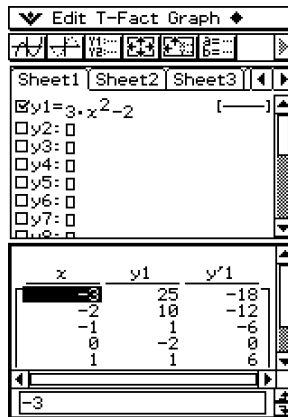 Edit T-Fact Graph
Sheet1 Sheet2 Sheet3
y1=3·x²-2 [—]
y2:
y3:
y4:
y5:
y6:
y7:
y8:
x y1 y'1
-3 25 -18
-2 10 -12
-1 1 -6
0 -2 0
1 1 6
-3